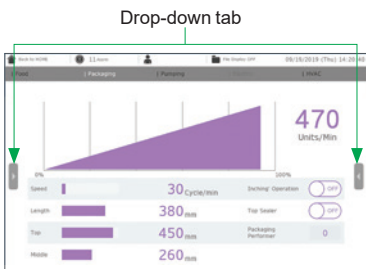 Drop-down tab
Back to HOME 11 Alarm File Display OFF 09/19/2019 (Thu) 14:20:40
Food Packaging Pumping HVAC
470
Units/Min
0% 100%
Speed 30 Cycle/min Inching Operation OFF
Length 380 mm Top Sealer OFF
Top 450 mm Packaging Performer 0
Middle 260 mm